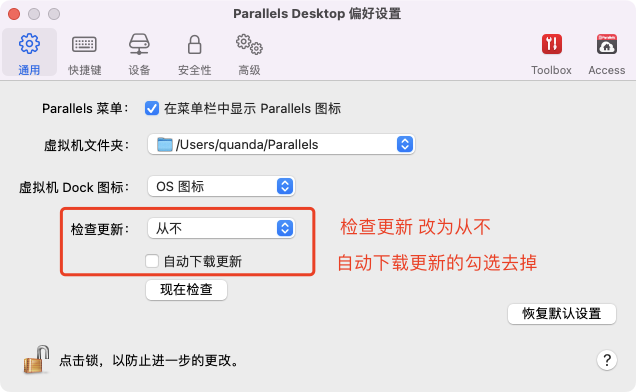 Parallels Desktop 偏好设置
通用 快捷键 设备 安全性 高级 Toolbox Access
Parallels 菜单： 在菜单栏中显示 Parallels 图标
虚拟机文件夹： /Users/quanda/Parallels
虚拟机 Dock 图标： OS 图标
检查更新： 从不 检查更新 改为从不
自动下载更新 自动下载更新的勾选去掉
现在检查
恢复默认设置
点击锁，以防止进一步的更改。 ?